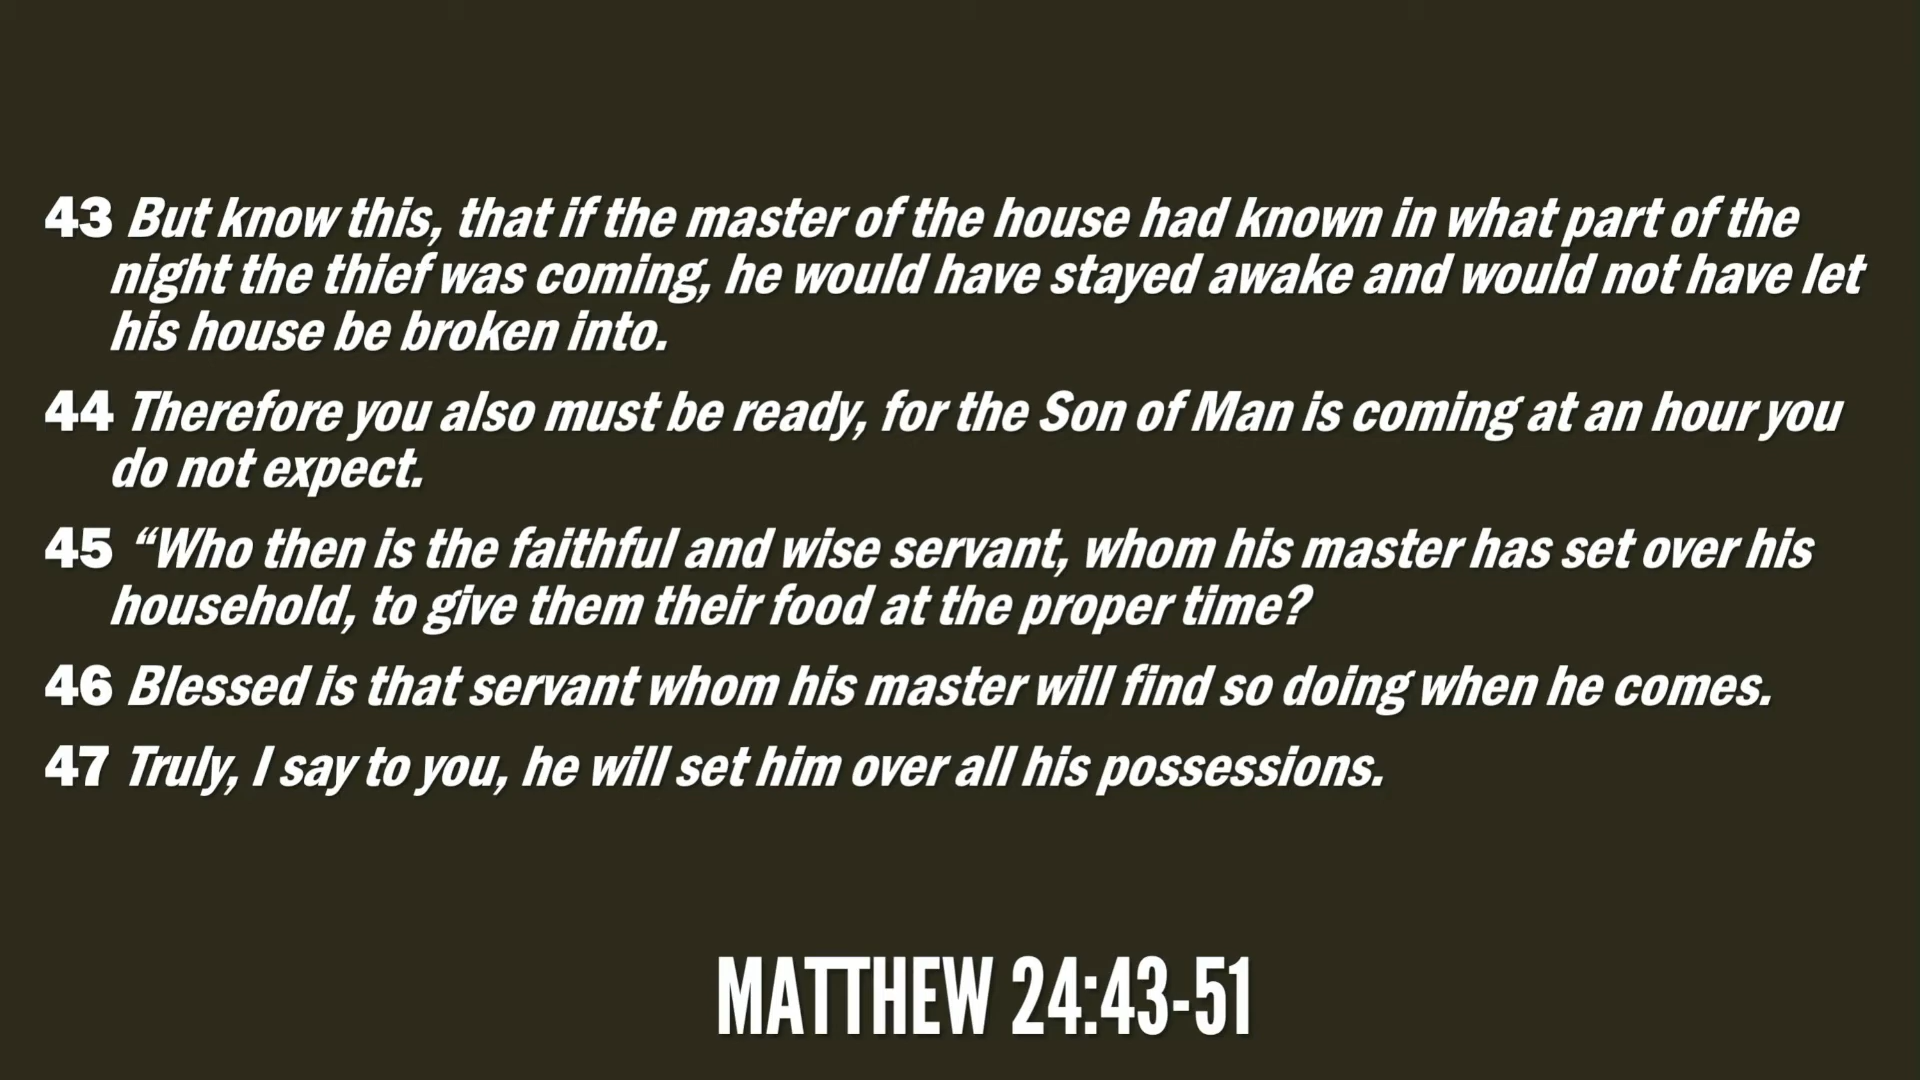 43 But know this, that if the master of the house had known in what part of the
night the thief was coming, he would have stayed awake and would not have let
his house be broken into.
44 Therefore you also must be ready, for the Son of Man is coming at an hour you
do not expect.
45 “Who then is the faithful and wise servant, whom his master has set over his
household, to give them their food at the proper time?
46 Blessed is that servant whom his master will find so doing when he comes.
47 Truly, I say to you, he will set him over all his possessions.
MATTHEW 24:43-51